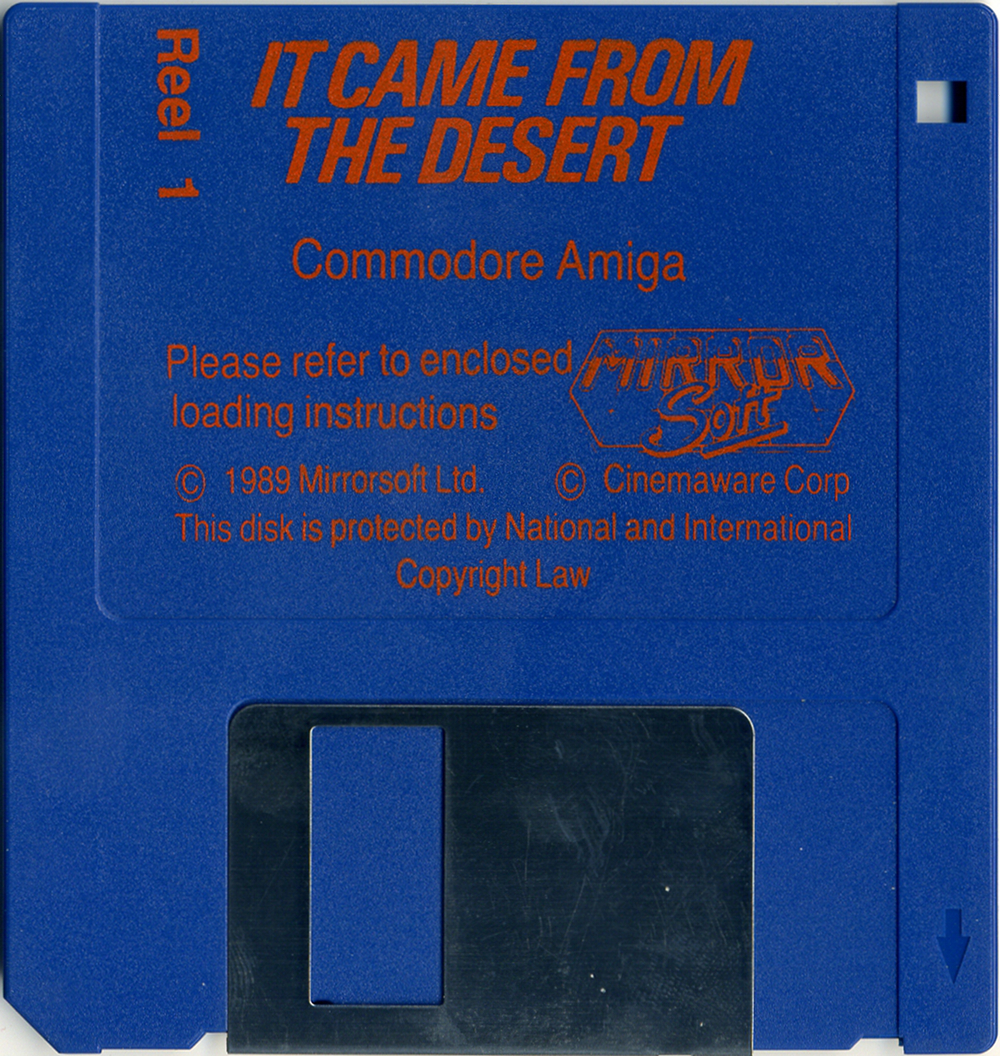 Reel 1
IT CAME FROM
THE DESERT
Commodore Amiga
Please refer to enclosed
loading instructions
MIRROR
Soft
© 1989 Mirrorsoft Ltd. © Cinemaware Corp
This disk is protected by National and International
Copyright Law